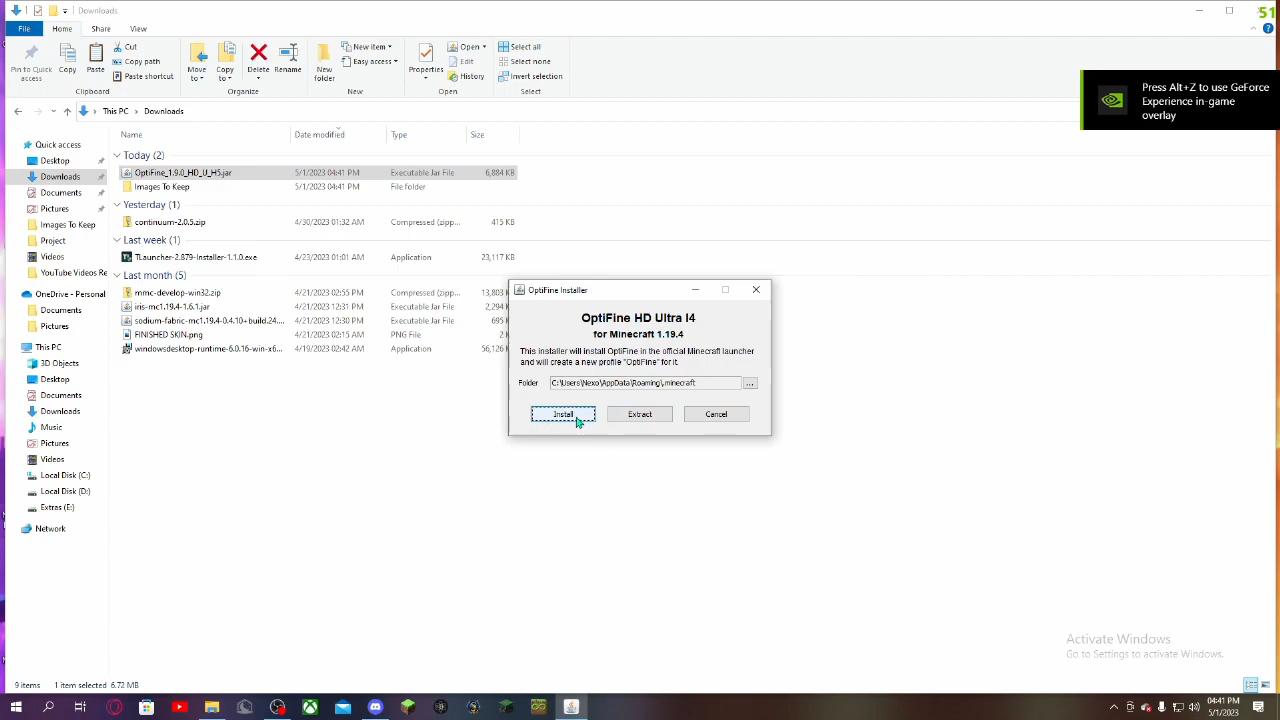 Downloads
51
File Home Share View
Pin to Quick access
Copy
Paste
Cut
Copy path
Paste shortcut
Clipboard
Move to
Copy to
Delete
Rename
Organize
New folder
New item
Easy access
New
Properties
Open
Edit
History
Open
Select all
Select none
Invert selection
Select
Press Alt+Z to use GeForce
Experience in-game
overlay
This PC > Downloads
Name Date modified Type Size
Quick access
Desktop
Downloads
Documents
Pictures
Images To Keep
Project
Videos
YouTube Videos Re
OneDrive - Personal
Documents
Pictures
This PC
3D Objects
Desktop
Documents
Downloads
Music
Pictures
Videos
Local Disk (C:)
Local Disk (D:)
Extras (E:)
Network
Today (2)
OptiFine_1.9.0_HD_U_H5.jar 5/1/2023 04:41 PM Executable Jar File 6,884 KB
Images To Keep 5/1/2023 04:41 PM File folder
Yesterday (1)
continuum-2.0.5.zip 4/30/2023 01:32 AM Compressed (zipp... 415 KB
Last week (1)
TLauncher-2.879-Installer-1.1.0.exe 4/23/2023 01:01 AM Application 23,117 KB
Last month (5)
mmc-develop-win32.zip 4/21/2023 02:55 PM Compressed (zipp... 13,803
iris-mc1.19.4-1.6.1.jar 4/21/2023 12:30 PM Executable Jar File 2,294
sodium-fabric-mc1.19.4-0.4.10+build.24.... 4/21/2023 12:30 PM Executable Jar File 695
FINISHED SKIN.png 4/21/2023 02:15 AM PNG File 2
windowsdesktop-runtime-6.0.16-win-x6... 4/19/2023 02:42 AM Application 56,126
OptiFine Installer
OptiFine HD Ultra I4
for Minecraft 1.19.4
This installer will install OptiFine in the official Minecraft launcher
and will create a new profile "OptiFine" for it.
Folder C:\Users\Nexo\AppData\Roaming\.minecraft ...
Install Extract Cancel
Activate Windows
Go to Settings to activate Windows.
9 items 1 item selected 6.72 MB
04:41 PM
5/1/2023